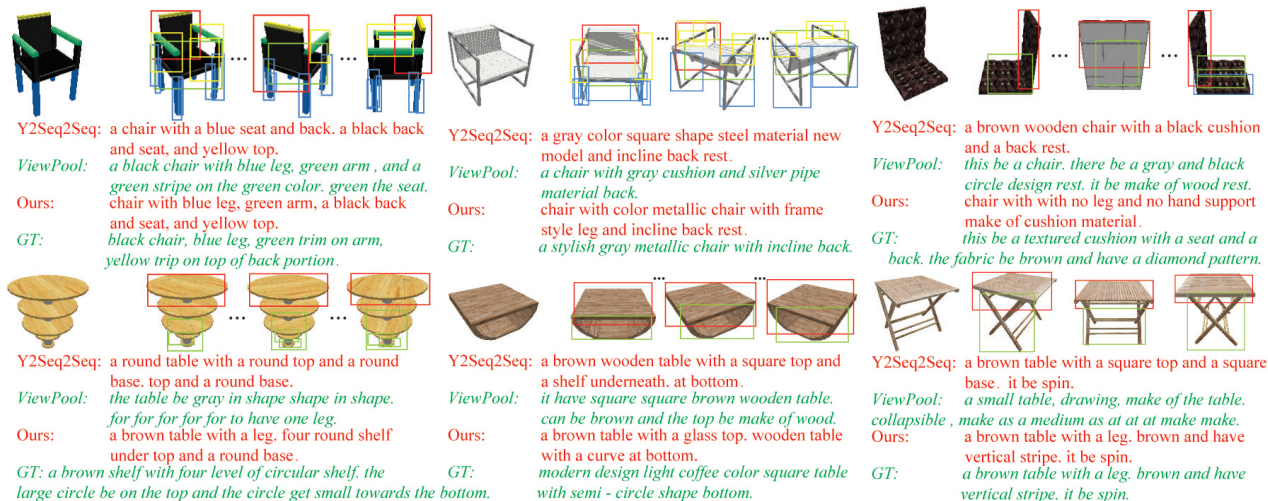 Y2Seq2Seq: a chair with a blue seat and back. a black back
and seat, and yellow top.
ViewPool: a black chair with blue leg, green arm , and a
green stripe on the green color. green the seat.
Ours: chair with blue leg, green arm, a black back
and seat, and yellow top.
GT: black chair, blue leg, green trim on arm,
yellow trip on top of back portion.
Y2Seq2Seq: a gray color square shape steel material new
model and incline back rest.
ViewPool: a chair with gray cushion and silver pipe
material back.
Ours: chair with color metallic chair with frame
style leg and incline back rest.
GT: a stylish gray metallic chair with incline back.
Y2Seq2Seq: a brown wooden chair with a black cushion
and a back rest.
ViewPool: this be a chair. there be a gray and black
circle design rest. it be make of wood rest.
Ours: chair with with no leg and no hand support
make of cushion material.
GT: this be a textured cushion with a seat and a
back. the fabric be brown and have a diamond pattern.
Y2Seq2Seq: a round table with a round top and a round
base. top and a round base.
ViewPool: the table be gray in shape shape in shape.
for for for for for to have one leg.
Ours: a brown table with a leg. four round shelf
under top and a round base.
GT: a brown shelf with four level of circular shelf. the
large circle be on the top and the circle get small towards the bottom.
Y2Seq2Seq: a brown wooden table with a square top and
a shelf underneath. at bottom.
ViewPool: it have square square brown wooden table.
can be brown and the top be make of wood.
Ours: a brown table with a glass top. wooden table
with a curve at bottom.
GT: modern design light coffee color square table
with semi - circle shape bottom.
Y2Seq2Seq: a brown table with a square top and a square
base. it be spin.
ViewPool: a small table, drawing, make of the table.
collapsible , make as a medium as at at at make make.
Ours: a brown table with a leg. brown and have
vertical stripe. it be spin.
GT: a brown table with a leg. brown and have
vertical stripe. it be spin.